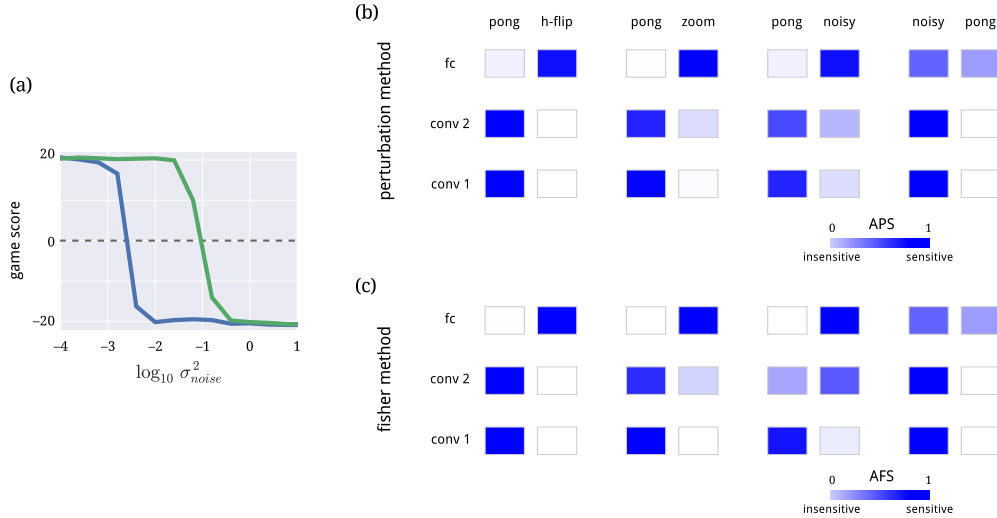 (a)
20
0
−20
game score
−4 −3 −2 −1 0 1
log₁₀ σ²noise
(b)
pong h-flip pong zoom pong noisy noisy pong
perturbation method
fc
conv 2
conv 1
APS
0 1
insensitive sensitive
(c)
fisher method
fc
conv 2
conv 1
AFS
0 1
insensitive sensitive